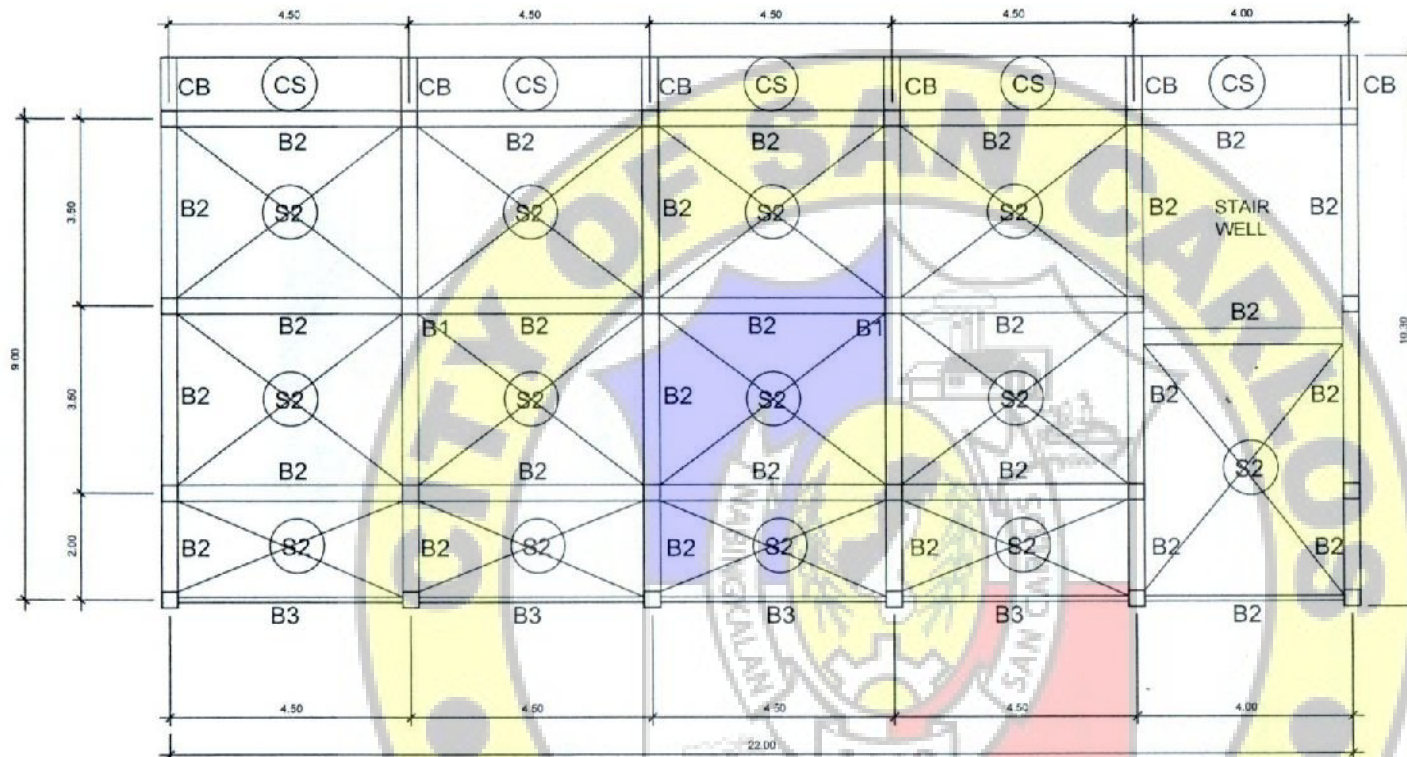 4.50 4.50 4.50 4.50 4.00
CB CS CB CS CB CS CB CS CB CS CB
B2 B2 B2 B2 B2
B2 S2 S2 B2 S2 S2 B2 STAIR B2
WELL
9.00
10.30
B2 B1 B2 B2 B1 B2 B2
B2 S2 S2 B2 S2 S2 B2 B2
B2 B2 B2 B2 S2
2.00 B2 S2 B2 S2 B2 S2 B2 S2 B2 B2
B3 B3 B3 B3 B2
4.50 4.50 4.50 4.50 4.00
22.00
CITY OF SAN CARLOS